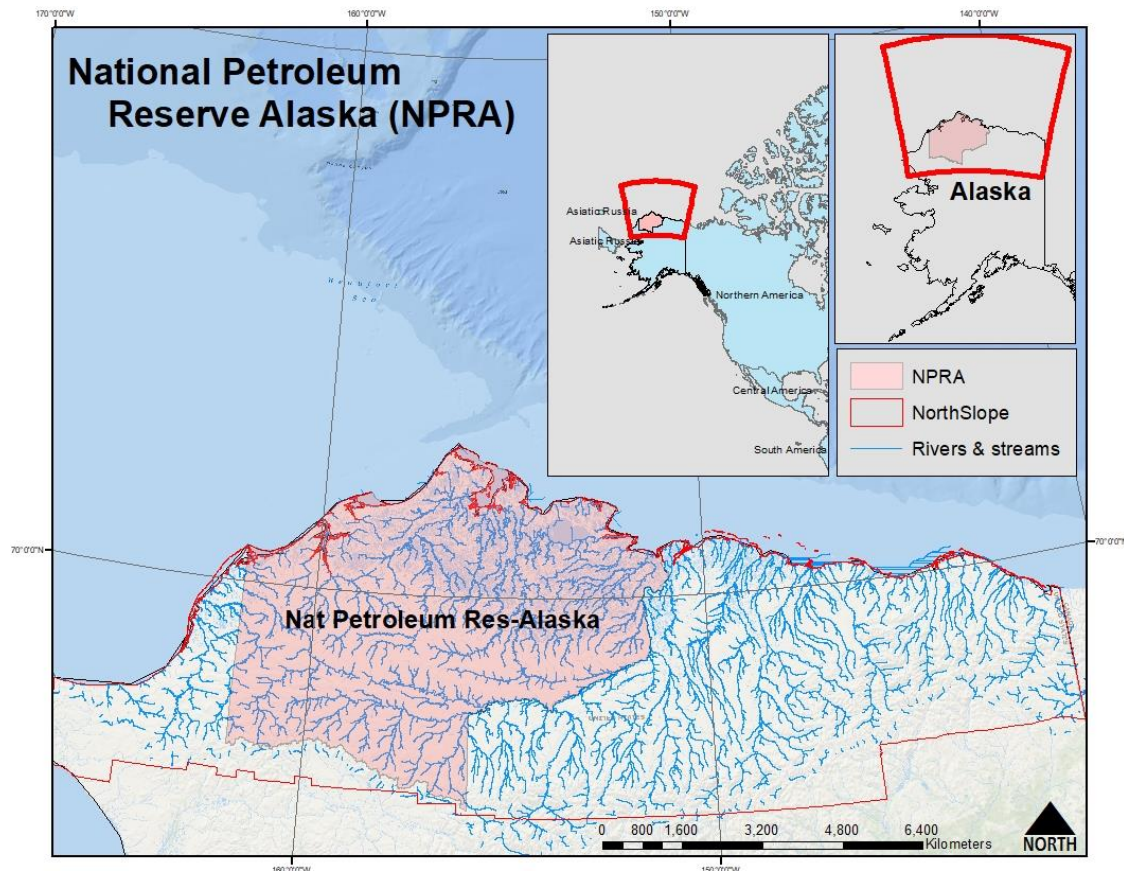 170°0'0"W
160°0'0"W
150°0'0"W
140°0'0"W
National Petroleum
Reserve Alaska (NPRA)
Asiatic Russia
Asiatic Russia
Northern America
Central America
South America
Alaska
NPRA
NorthSlope
Rivers & streams
Beaufort
Sea
70°0'0"N
70°0'0"N
Nat Petroleum Res-Alaska
0 800 1,600 3,200 4,800 6,400
Kilometers
NORTH
160°0'0"W
150°0'0"W